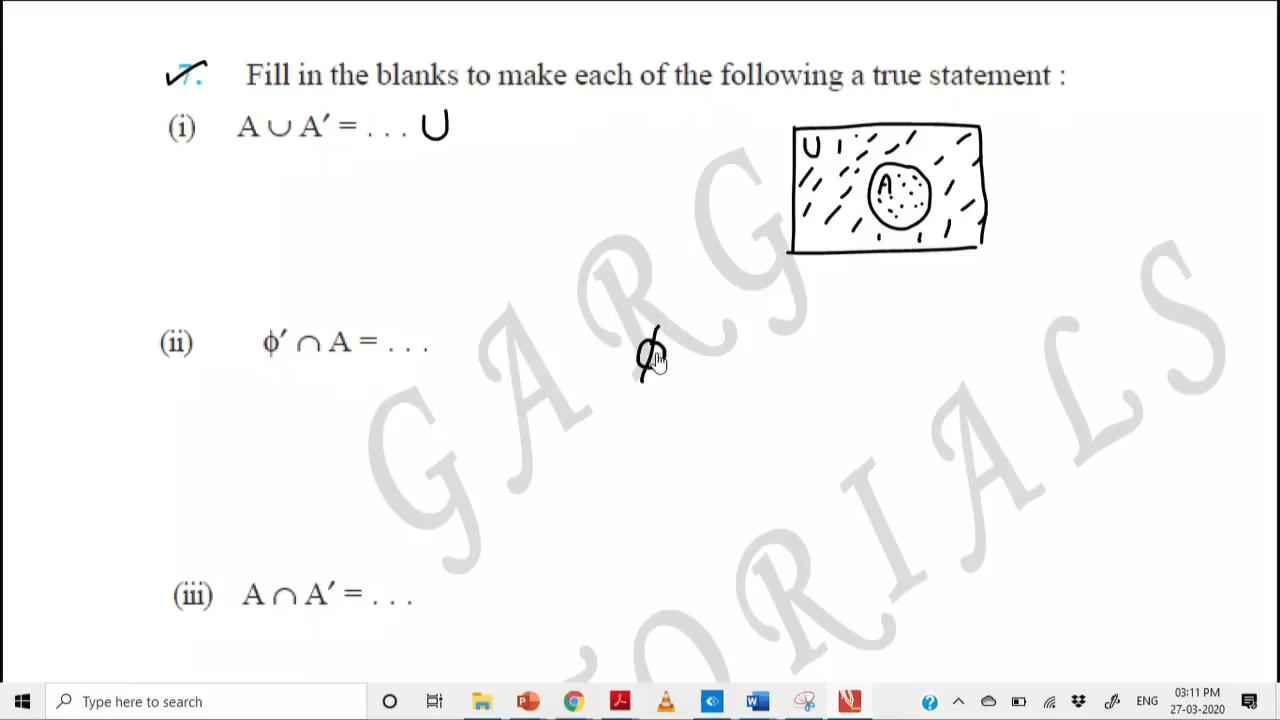 7. Fill in the blanks to make each of the following a true statement :
(i) A ∪ A′ = . . . U
U
A
(ii) ϕ′ ∩ A = . . .
ϕ
(iii) A ∩ A′ = . . .
GARG
TORIALS
Type here to search
ENG
03:11 PM
27-03-2020